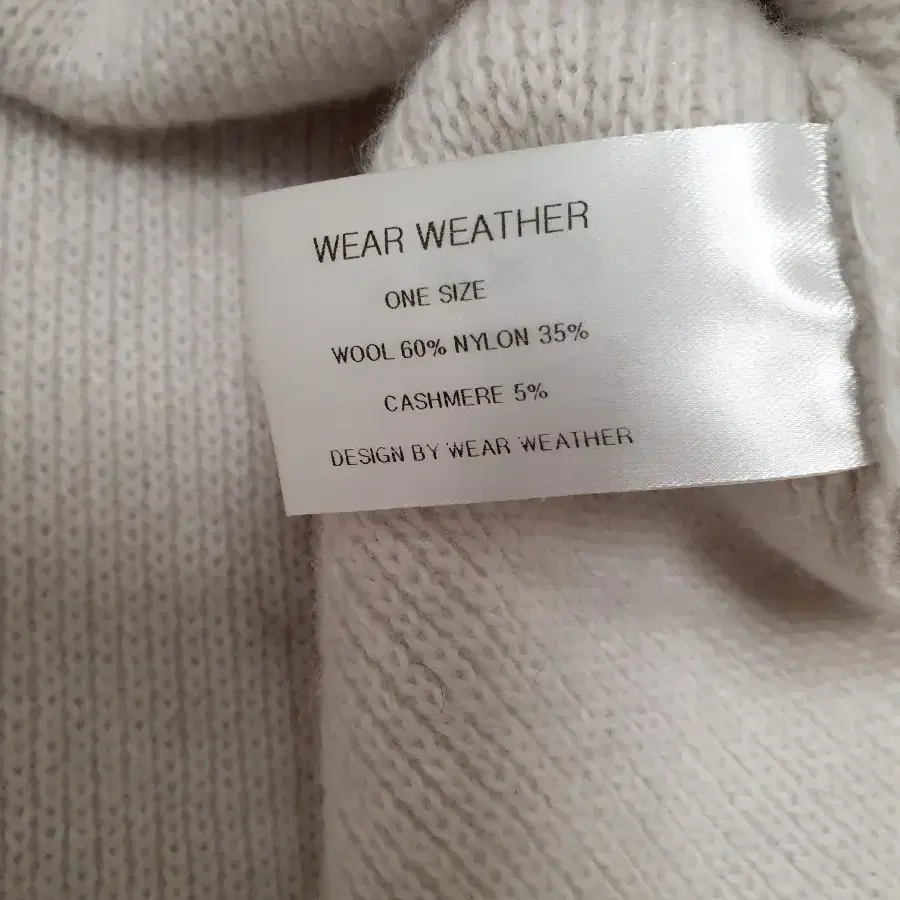 WEAR WEATHER
ONE SIZE
WOOL 60% NYLON 35%
CASHMERE 5%
DESIGN BY WEAR WEATHER